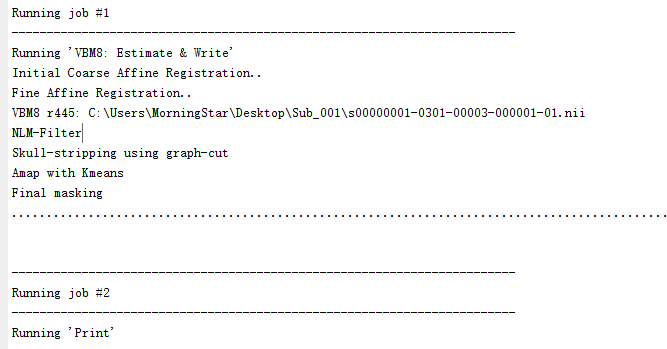 Running job #1
------------------------------------------------------------------------
Running 'VBM8: Estimate & Write'
Initial Coarse Affine Registration..
Fine Affine Registration..
VBM8 r445: C:\Users\MorningStar\Desktop\Sub_001\s00000001-0301-00003-000001-01.nii
NLM-Filter
Skull-stripping using graph-cut
Amap with Kmeans
Final masking
..............................................................................................
------------------------------------------------------------------------
Running job #2
------------------------------------------------------------------------
Running 'Print'